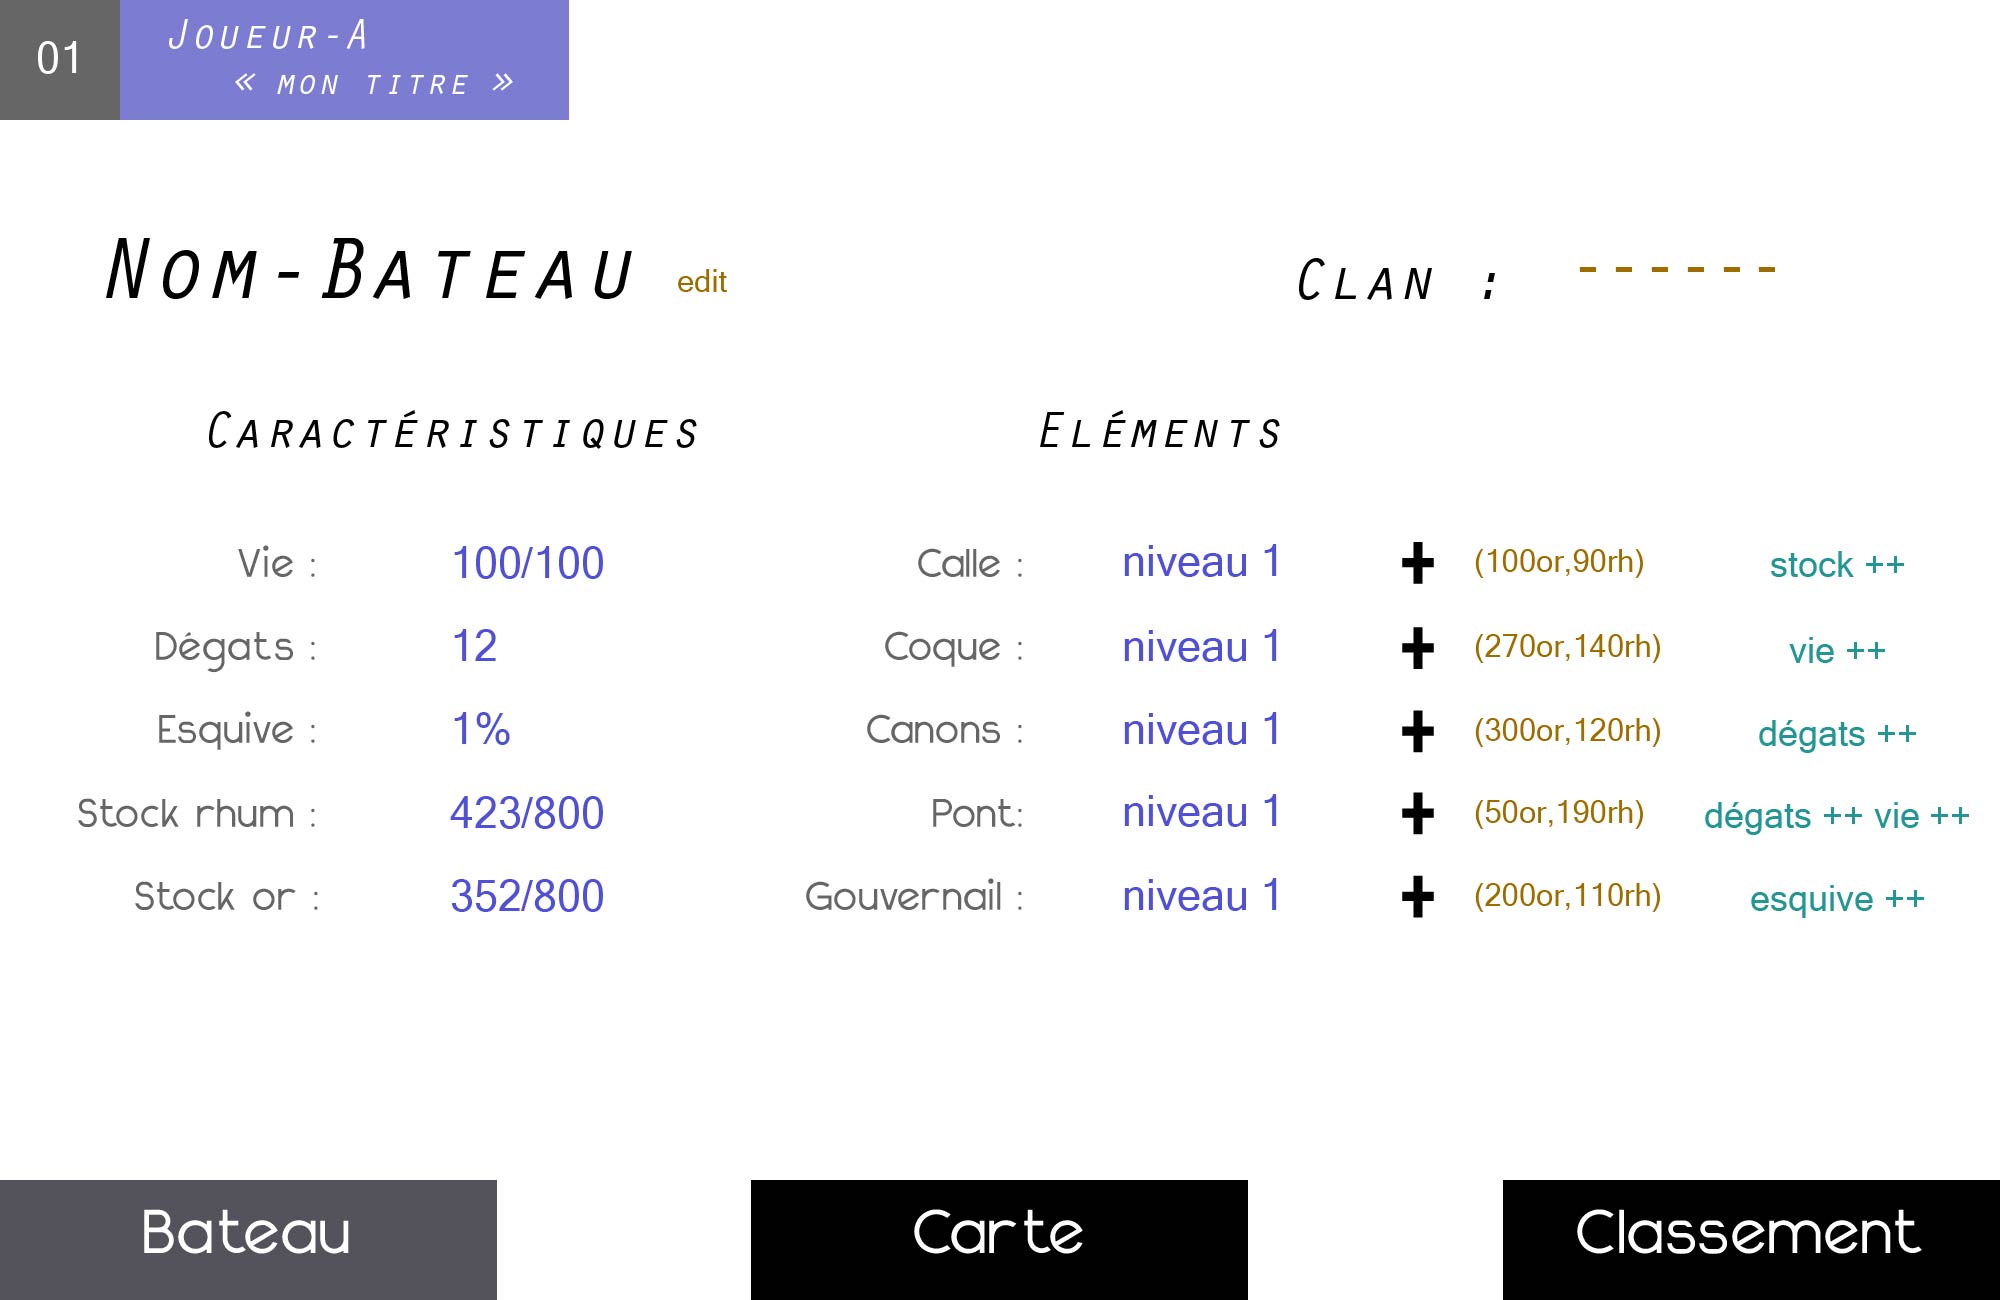 01
Joueur-A
« mon titre »
Nom-Bateau edit
Clan : ------
Caractéristiques
Eléments
Vie : 100/100
Dégats : 12
Esquive : 1%
Stock rhum : 423/800
Stock or : 352/800
Calle : niveau 1 + (100or,90rh) stock ++
Coque : niveau 1 + (270or,140rh) vie ++
Canons : niveau 1 + (300or,120rh) dégats ++
Pont: niveau 1 + (50or,190rh) dégats ++ vie ++
Gouvernail : niveau 1 + (200or,110rh) esquive ++
Bateau
Carte
Classement